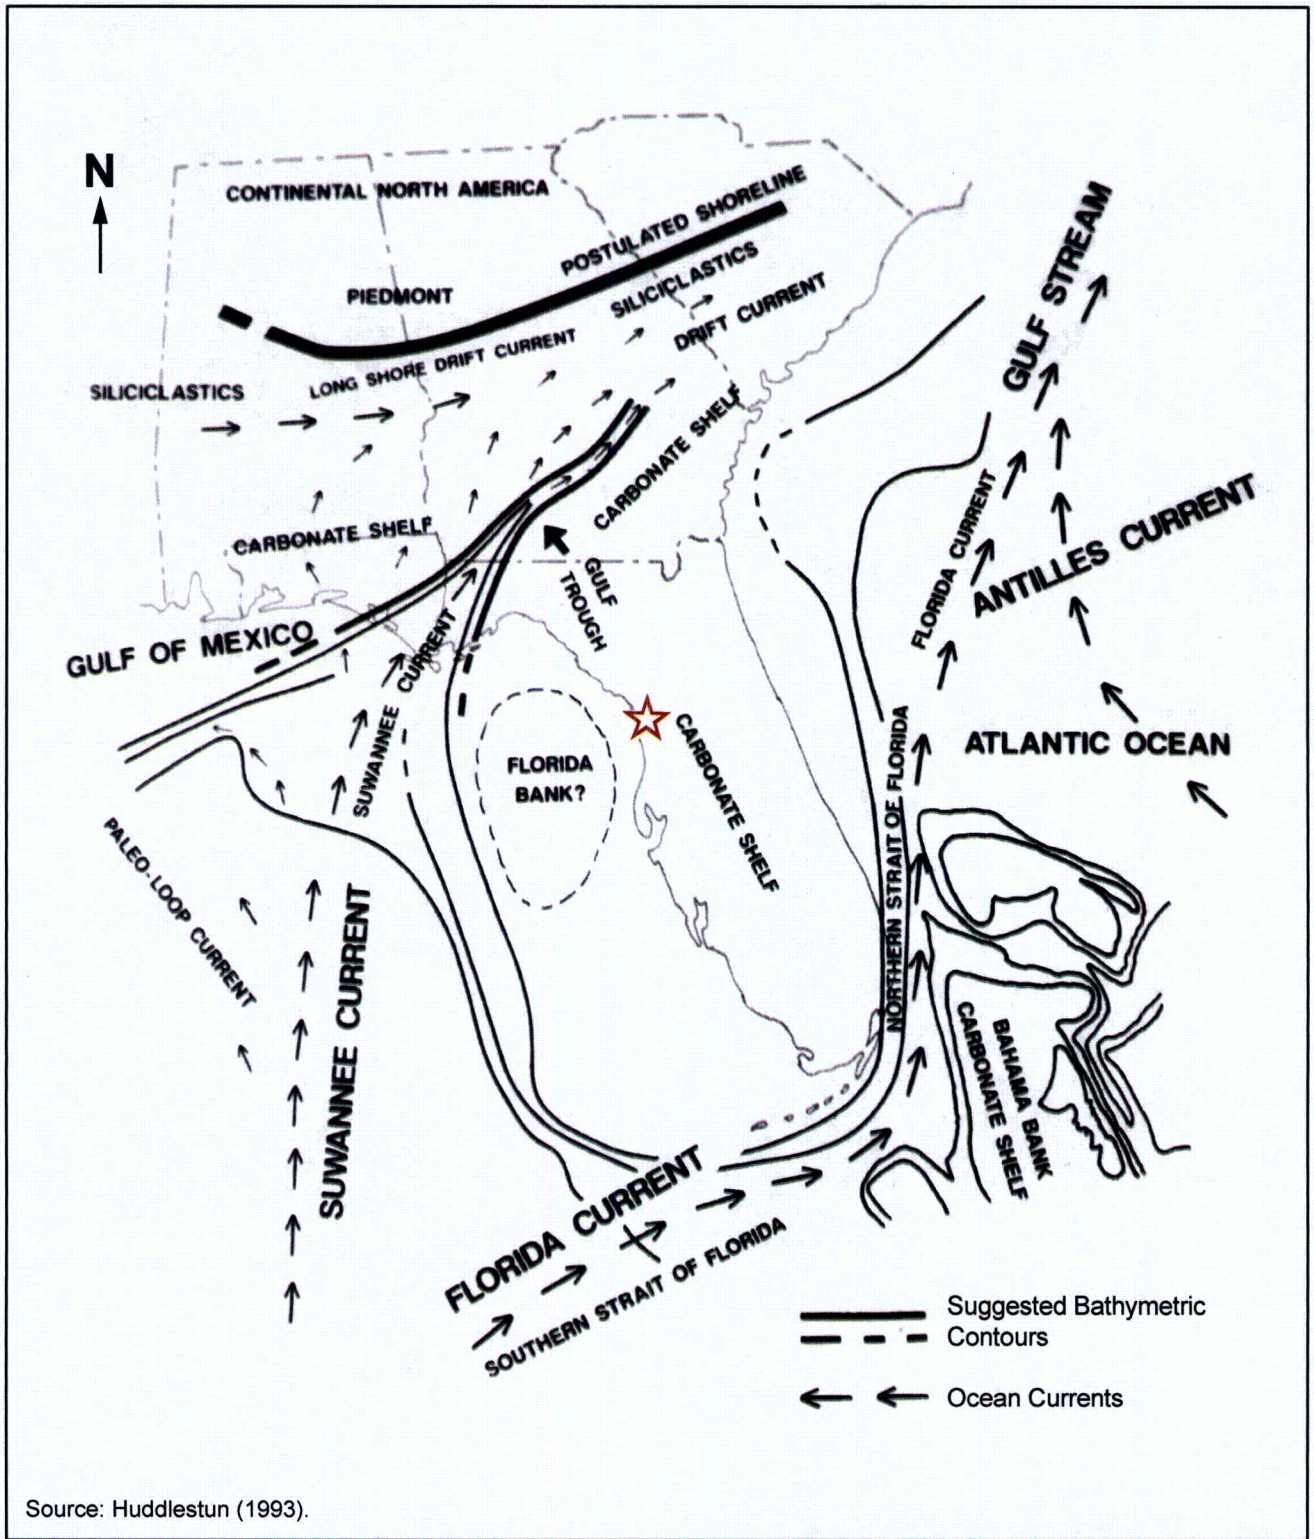 N
CONTINENTAL NORTH AMERICA
POSTULATED SHORELINE
PIEDMONT
SILICICLASTICS
DRIFT CURRENT
LONG SHORE DRIFT CURRENT
SILICICLASTICS
GULF STREAM
CARBONATE SHELF
CARBONATE SHELF
GULF
TROUGH
FLORIDA CURRENT
ANTILLES CURRENT
GULF OF MEXICO
SUWANNEE CURRENT
FLORIDA
BANK?
CARBONATE SHELF
NORTHERN STRAIT OF FLORIDA
ATLANTIC OCEAN
PALEO-LOOP CURRENT
SUWANNEE CURRENT
BAHAMA BANK
CARBONATE SHELF
FLORIDA CURRENT
SOUTHERN STRAIT OF FLORIDA
Suggested Bathymetric
Contours
Ocean Currents
Source: Huddlestun (1993).